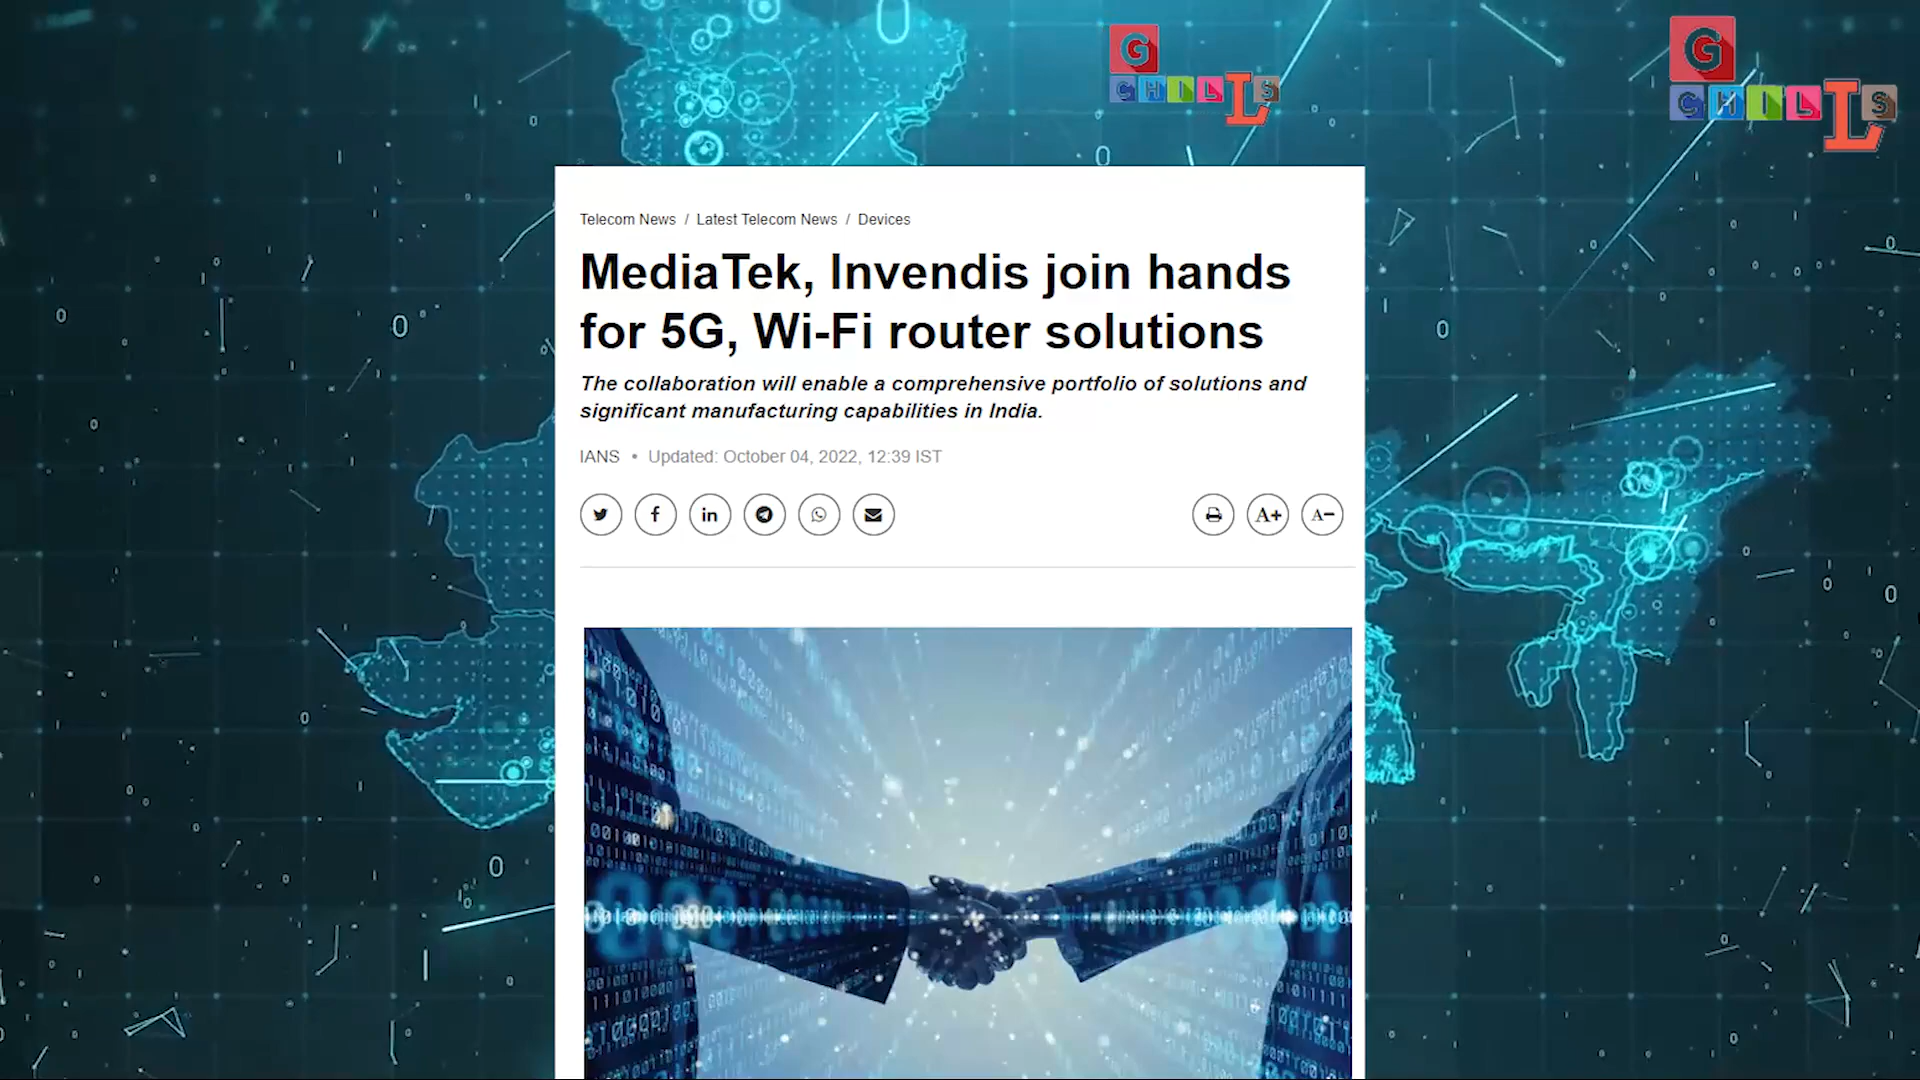 G
CHILLS
G
CHILLS
Telecom News / Latest Telecom News / Devices
MediaTek, Invendis join hands
for 5G, Wi-Fi router solutions
The collaboration will enable a comprehensive portfolio of solutions and
significant manufacturing capabilities in India.
IANS • Updated: October 04, 2022, 12:39 IST
f in A+ A-